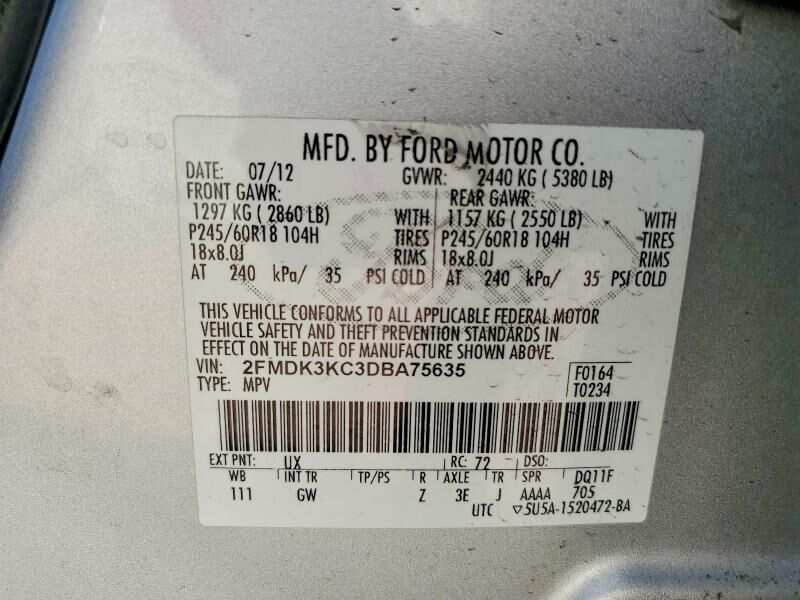 MFD. BY FORD MOTOR CO.
DATE: 07/12 GVWR: 2440 KG ( 5380 LB)
FRONT GAWR: REAR GAWR:
1297 KG ( 2860 LB) WITH 1157 KG ( 2550 LB) WITH
P245/60R18 104H TIRES P245/60R18 104H TIRES
18x8.0J RIMS 18x8.0J RIMS
AT 240 kPa/ 35 PSI COLD AT 240 kPa/ 35 PSI COLD
THIS VEHICLE CONFORMS TO ALL APPLICABLE FEDERAL MOTOR
VEHICLE SAFETY AND THEFT PREVENTION STANDARDS IN
EFFECT ON THE DATE OF MANUFACTURE SHOWN ABOVE.
VIN: 2FMDK3KC3DBA75635 F0164
TYPE: MPV T0234
EXT PNT: UX RC: 72 DSO:
WB INT TR TP/PS R AXLE TR SPR DQ11F
111 GW Z 3E J AAAA 705
UTC ▽5U5A-1520472-BA